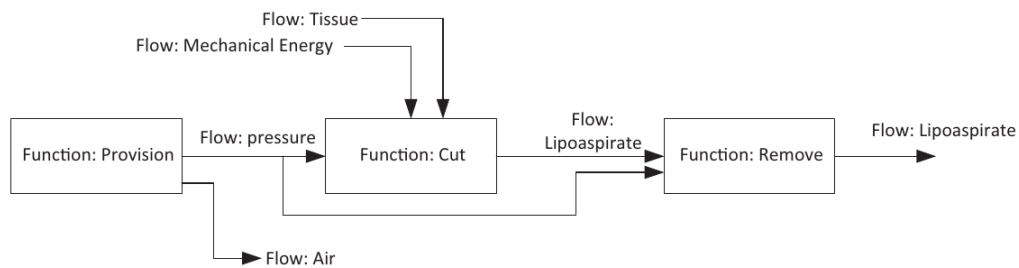 Flow: Tissue
Flow: Mechanical Energy
Function: Provision
Flow: pressure
Function: Cut
Flow:
Lipoaspirate
Function: Remove
Flow: Lipoaspirate
Flow: Air